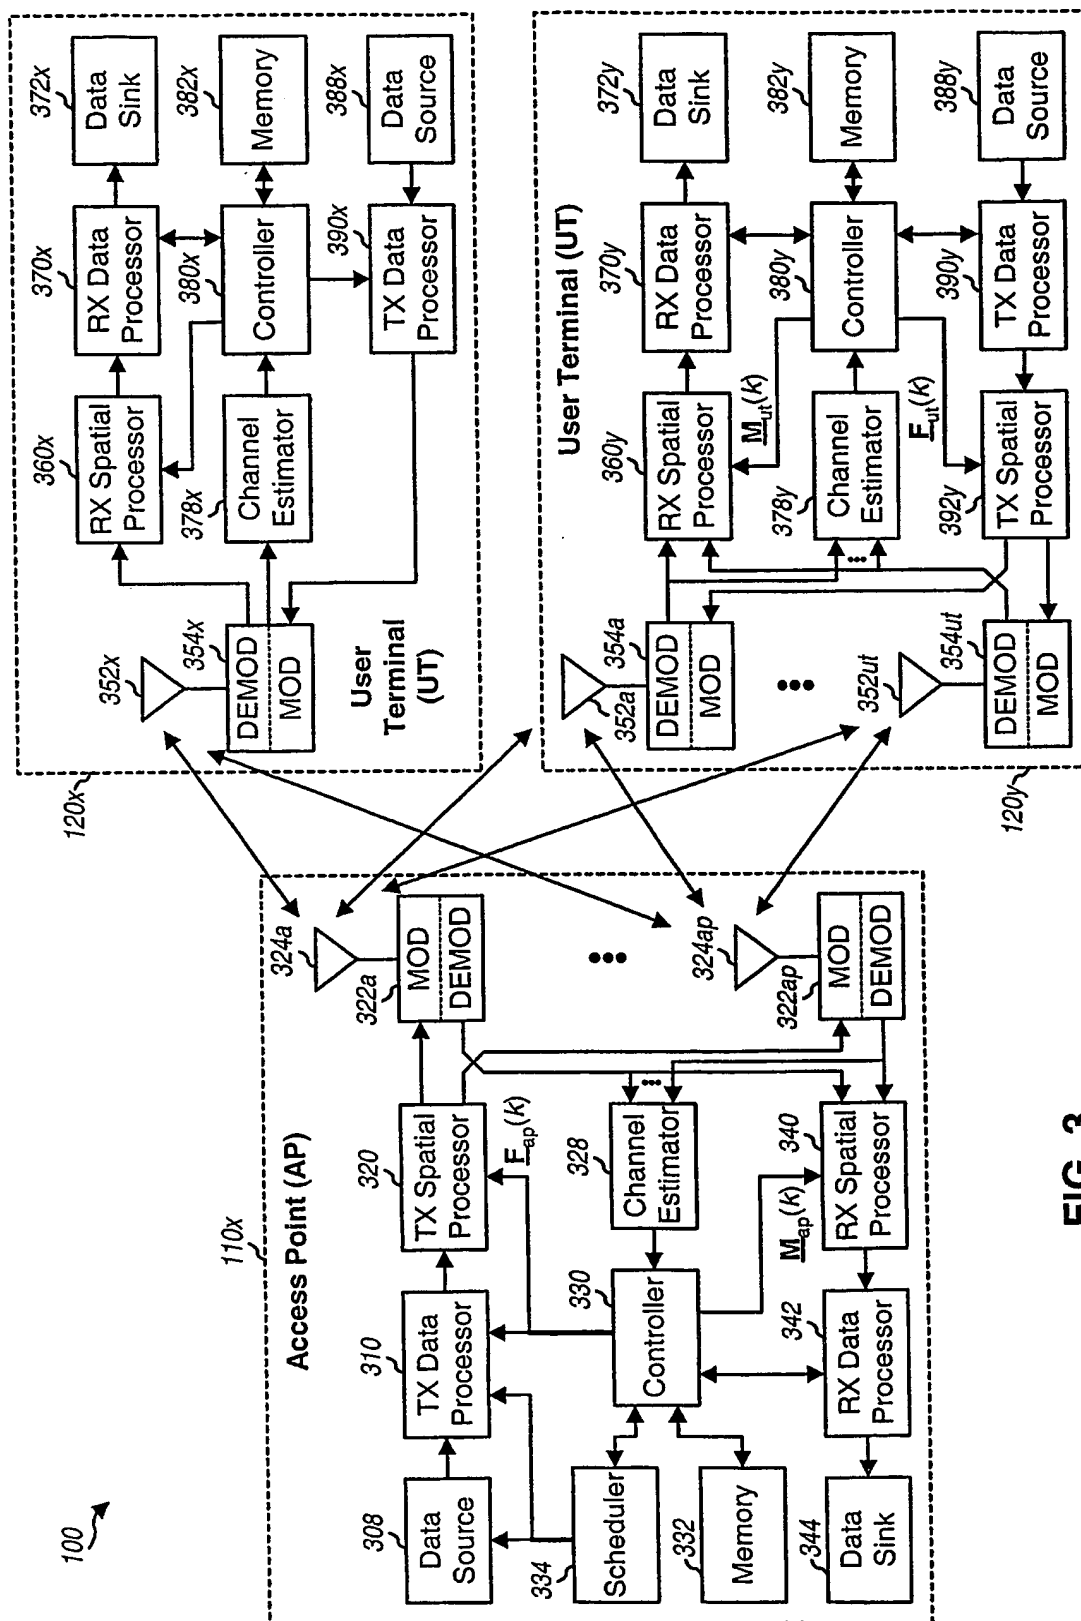 100
110x
Access Point (AP)
308
Data
Source
310
TX Data
Processor
320
TX Spatial
Processor
F_ap(k)
322a
MOD
DEMOD
324a
334
Scheduler
330
Controller
328
Channel
Estimator
332
Memory
M_ap(k)
344
Data
Sink
342
RX Data
Processor
340
RX Spatial
Processor
322ap
MOD
DEMOD
324ap
120x
352x
354x
DEMOD
MOD
User
Terminal
(UT)
360x
RX Spatial
Processor
370x
RX Data
Processor
372x
Data
Sink
378x
Channel
Estimator
380x
Controller
382x
Memory
390x
TX Data
Processor
388x
Data
Source
120y
User Terminal (UT)
352a
354a
DEMOD
MOD
352ut
354ut
DEMOD
MOD
360y
RX Spatial
Processor
370y
RX Data
Processor
372y
Data
Sink
M_ut(k)
378y
Channel
Estimator
380y
Controller
382y
Memory
F_ut(k)
392y
TX Spatial
Processor
390y
TX Data
Processor
388y
Data
Source
FIG. 3